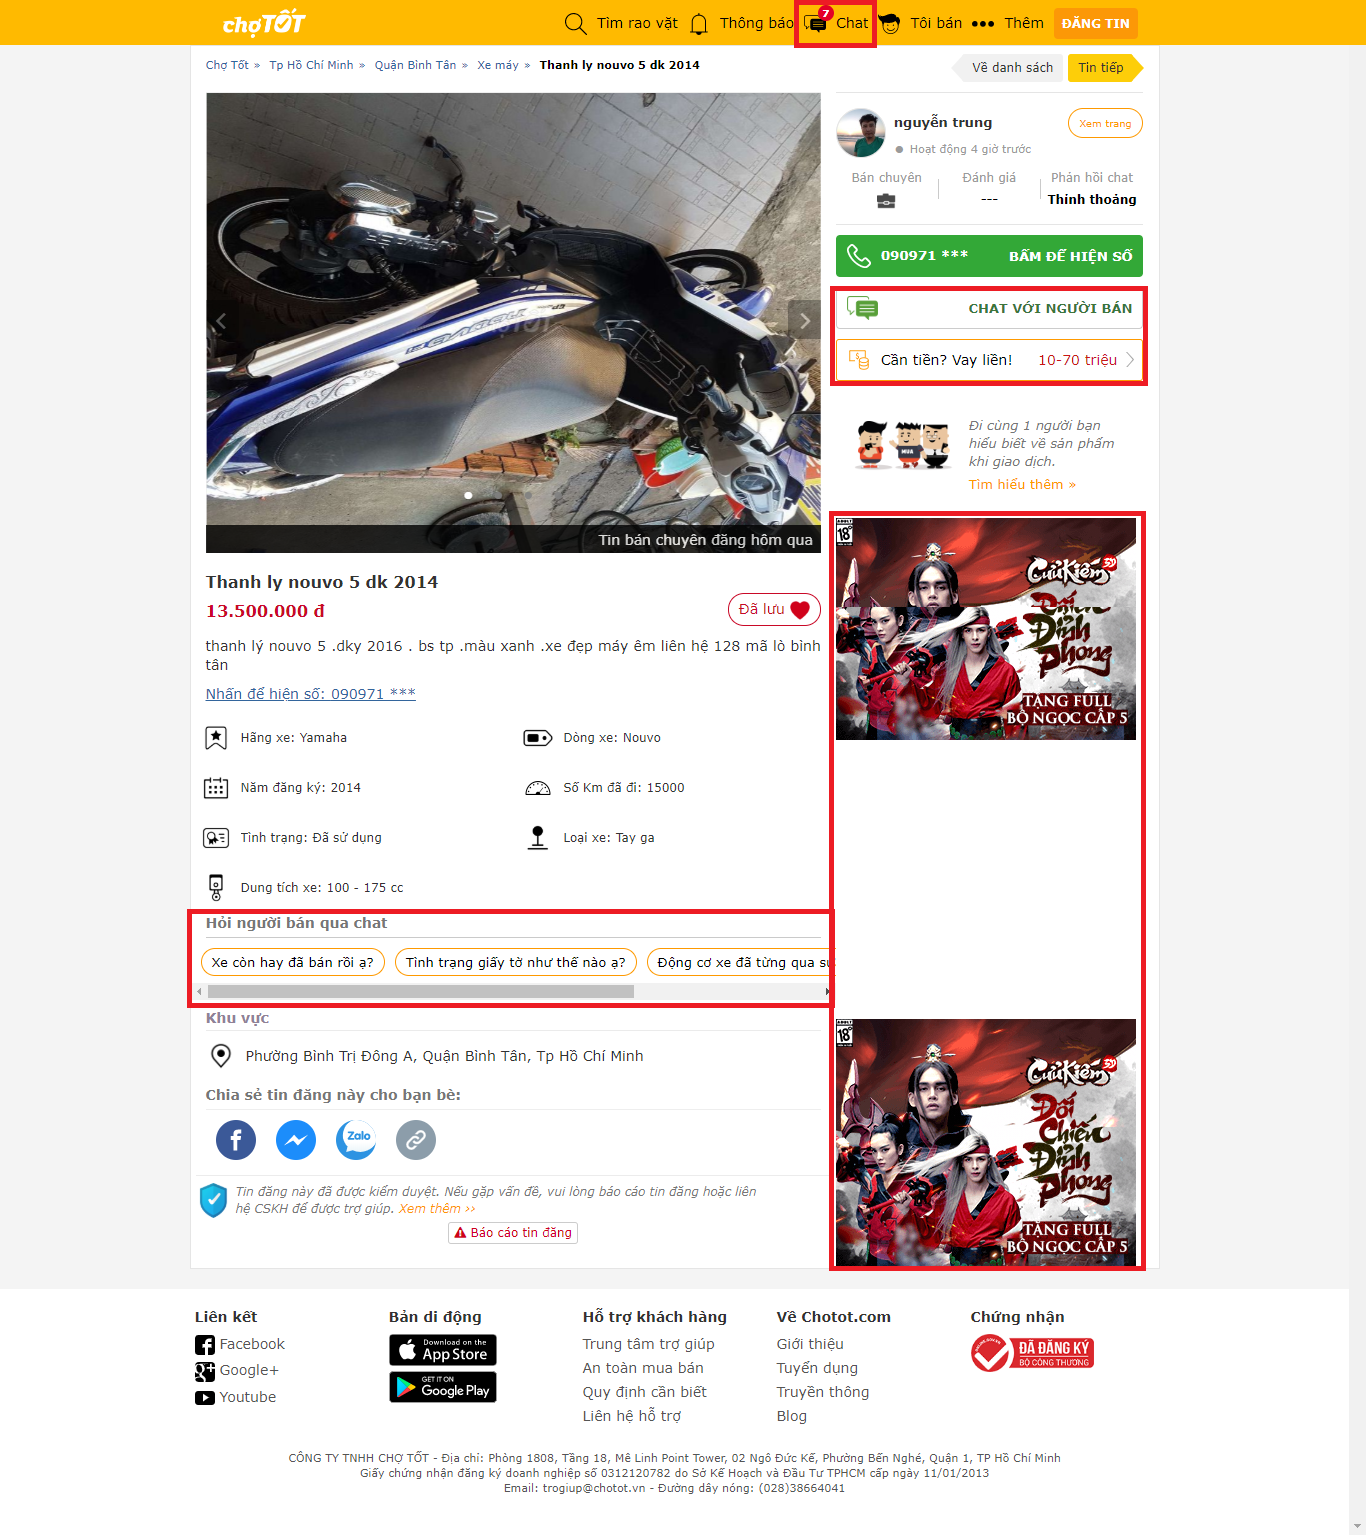 chợTỐT
Tìm rao vặt
Thông báo
7
Chat
Tôi bán
Thêm
ĐĂNG TIN
Chợ Tốt » Tp Hồ Chí Minh » Quận Bình Tân » Xe máy » Thanh ly nouvo 5 dk 2014
Về danh sách
Tin tiếp
nguyễn trung
Xem trang
Hoạt động 4 giờ trước
Bán chuyên
Đánh giá
Phản hồi chat
---
Thỉnh thoảng
090971 ***
BẤM ĐỂ HIỆN SỐ
CHAT VỚI NGƯỜI BÁN
Cần tiền? Vay liền!
10-70 triệu
MUA
Đi cùng 1 người bạn
hiểu biết về sản phẩm
khi giao dịch.
Tìm hiểu thêm »
Tin bán chuyên đăng hôm qua
Thanh ly nouvo 5 dk 2014
13.500.000 đ
Đã lưu
thanh lý nouvo 5 .dky 2016 . bs tp .màu xanh .xe đẹp máy êm liên hệ 128 mã lò bình
tân
Nhấn để hiện số: 090971 ***
Hãng xe: Yamaha
Dòng xe: Nouvo
Năm đăng ký: 2014
Số Km đã đi: 15000
Tình trạng: Đã sử dụng
Loại xe: Tay ga
Dung tích xe: 100 - 175 cc
ADULT
18+
Cửu Kiếm 3D
Đỉnh
Phong
TẶNG FULL
BỘ NGỌC CẤP 5
Hỏi người bán qua chat
Xe còn hay đã bán rồi ạ?
Tình trạng giấy tờ như thế nào ạ?
Động cơ xe đã từng qua sử
Khu vực
Phường Bình Trị Đông A, Quận Bình Tân, Tp Hồ Chí Minh
Chia sẻ tin đăng này cho bạn bè:
Zalo
Tin đăng này đã được kiểm duyệt. Nếu gặp vấn đề, vui lòng báo cáo tin đăng hoặc liên
hệ CSKH để được trợ giúp. Xem thêm ››
Báo cáo tin đăng
ADULT
18+
Cửu Kiếm 3D
Đối
Chiến
Đỉnh
Phong
TẶNG FULL
BỘ NGỌC CẤP 5
Liên kết
Facebook
Google+
Youtube
Bản di động
Download on the
App Store
GET IT ON
Google Play
Hỗ trợ khách hàng
Trung tâm trợ giúp
An toàn mua bán
Quy định cần biết
Liên hệ hỗ trợ
Về Chotot.com
Giới thiệu
Tuyển dụng
Truyền thông
Blog
Chứng nhận
ĐÃ ĐĂNG KÝ
BỘ CÔNG THƯƠNG
CÔNG TY TNHH CHỢ TỐT - Địa chỉ: Phòng 1808, Tầng 18, Mê Linh Point Tower, 02 Ngô Đức Kế, Phường Bến Nghé, Quận 1, TP Hồ Chí Minh
Giấy chứng nhận đăng ký doanh nghiệp số 0312120782 do Sở Kế Hoạch và Đầu Tư TPHCM cấp ngày 11/01/2013
Email: trogiup@chotot.vn - Đường dây nóng: (028)38664041